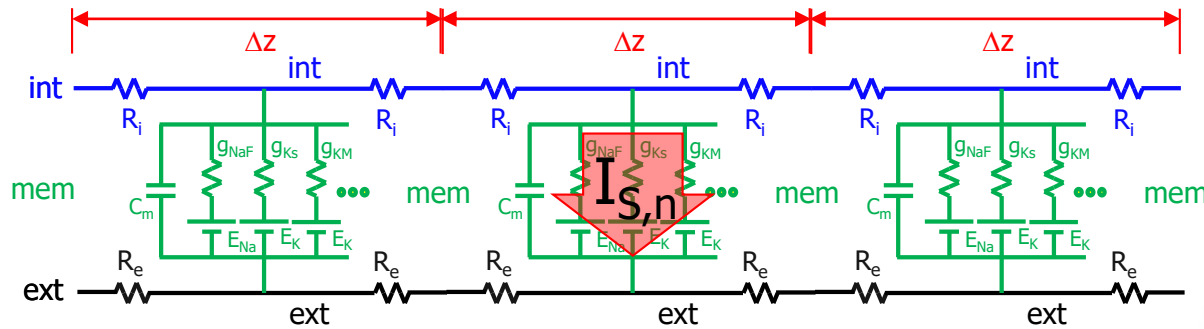 Δz Δz Δz
int int int
int
R_i R_i R_i R_i R_i R_i
g_NaF g_Ks g_KM g_NaF g_Ks g_KM g_NaF g_Ks g_KM
mem mem mem mem
I_S,n
C_m C_m C_m
E_Na E_K E_K E_Na E_K E_K E_Na E_K E_K
R_e R_e R_e R_e R_e R_e
ext
ext ext ext